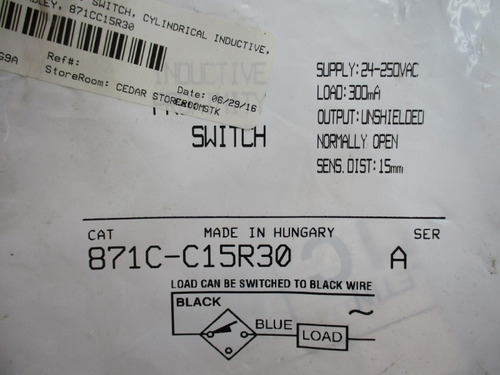 SWITCH, CYLINDRICAL INDUCTIVE,
871CC15R30
Ref#:
Date: 06/29/16
StoreRoom: CEDAR
INDUCTIVE
SWITCH
SUPPLY: 24-250VAC
LOAD: 300mA
OUTPUT: UNSHIELDED
NORMALLY OPEN
SENS. DIST: 15mm
CAT MADE IN HUNGARY SER
871C-C15R30 A
LOAD CAN BE SWITCHED TO BLACK WIRE
BLACK
BLUE
LOAD
~